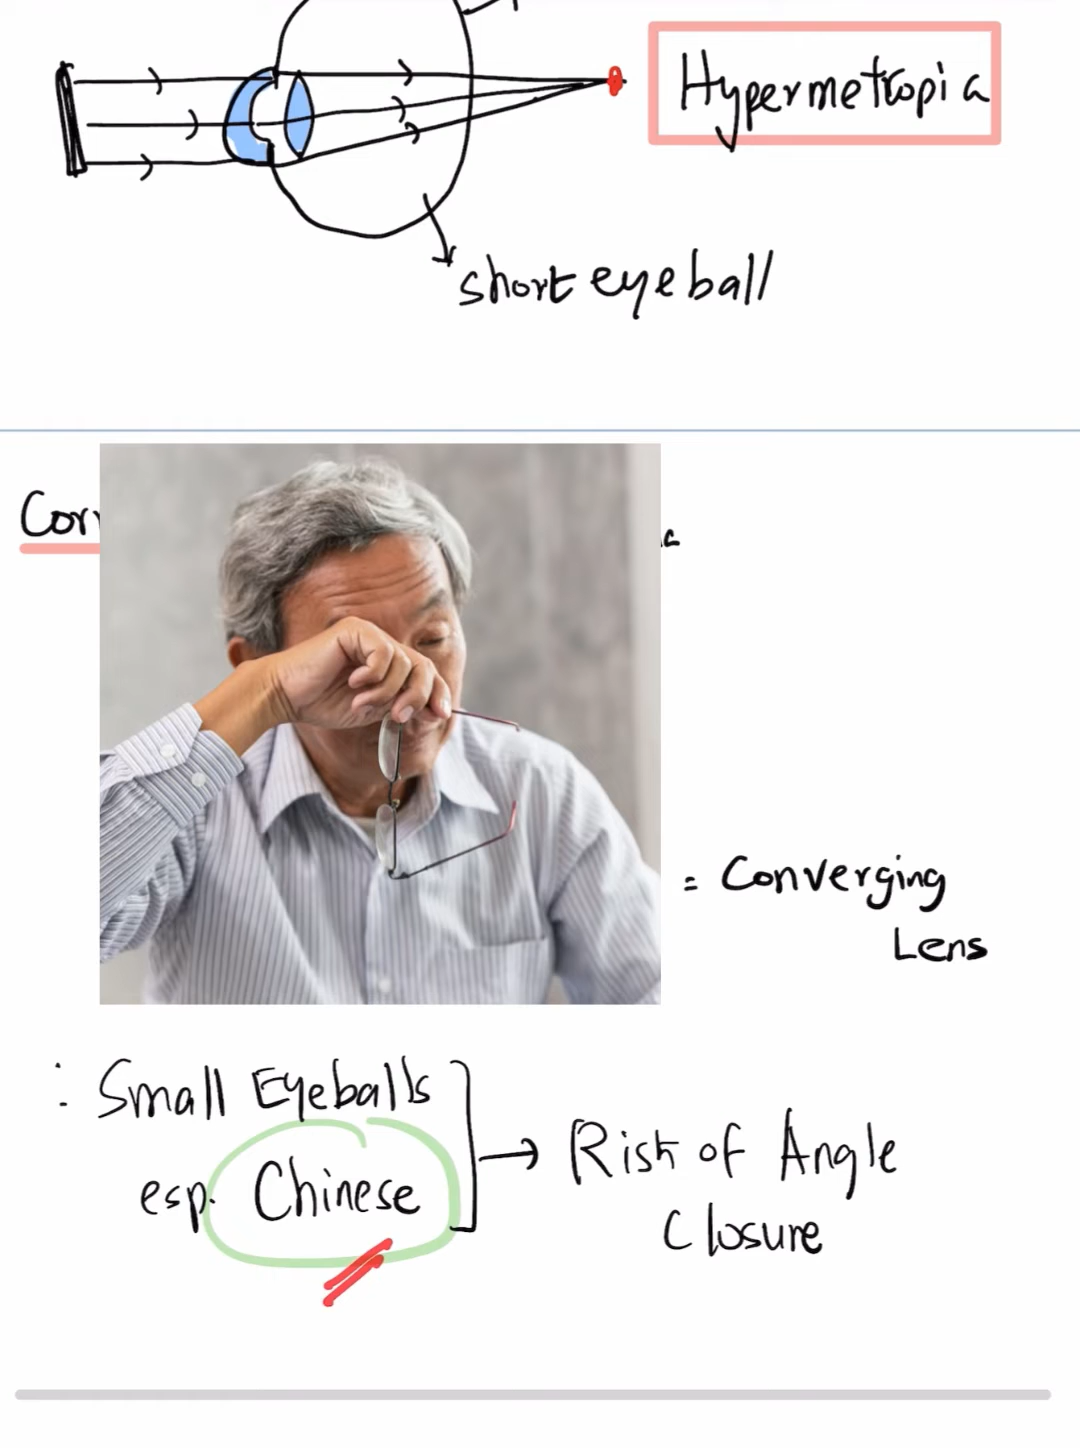 Hypermetropia
short eyeball
= Converging
Lens
∴ Small Eyeballs
esp. Chinese
→ Risk of Angle
Closure